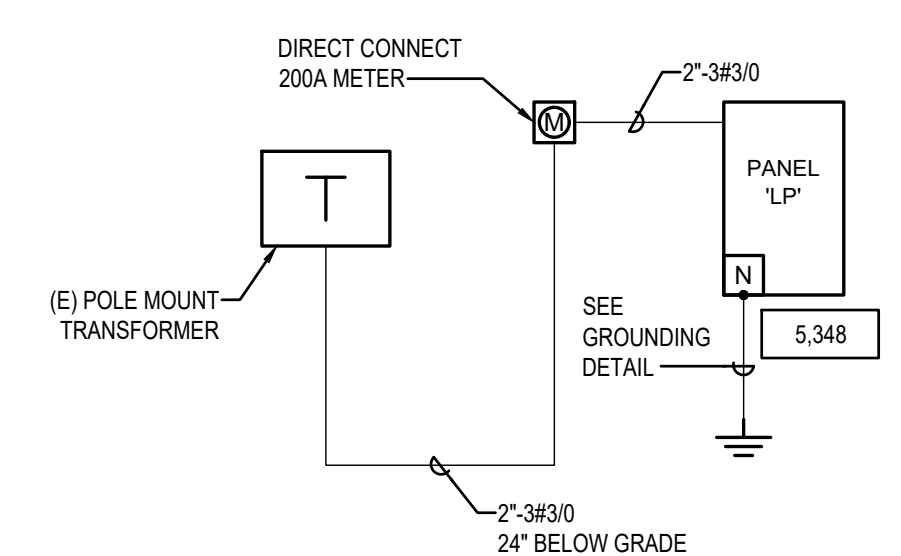 DIRECT CONNECT
200A METER
2"-3#3/0
M
T
PANEL
'LP'
N
(E) POLE MOUNT
TRANSFORMER
SEE
GROUNDING
DETAIL
5,348
2"-3#3/0
24" BELOW GRADE